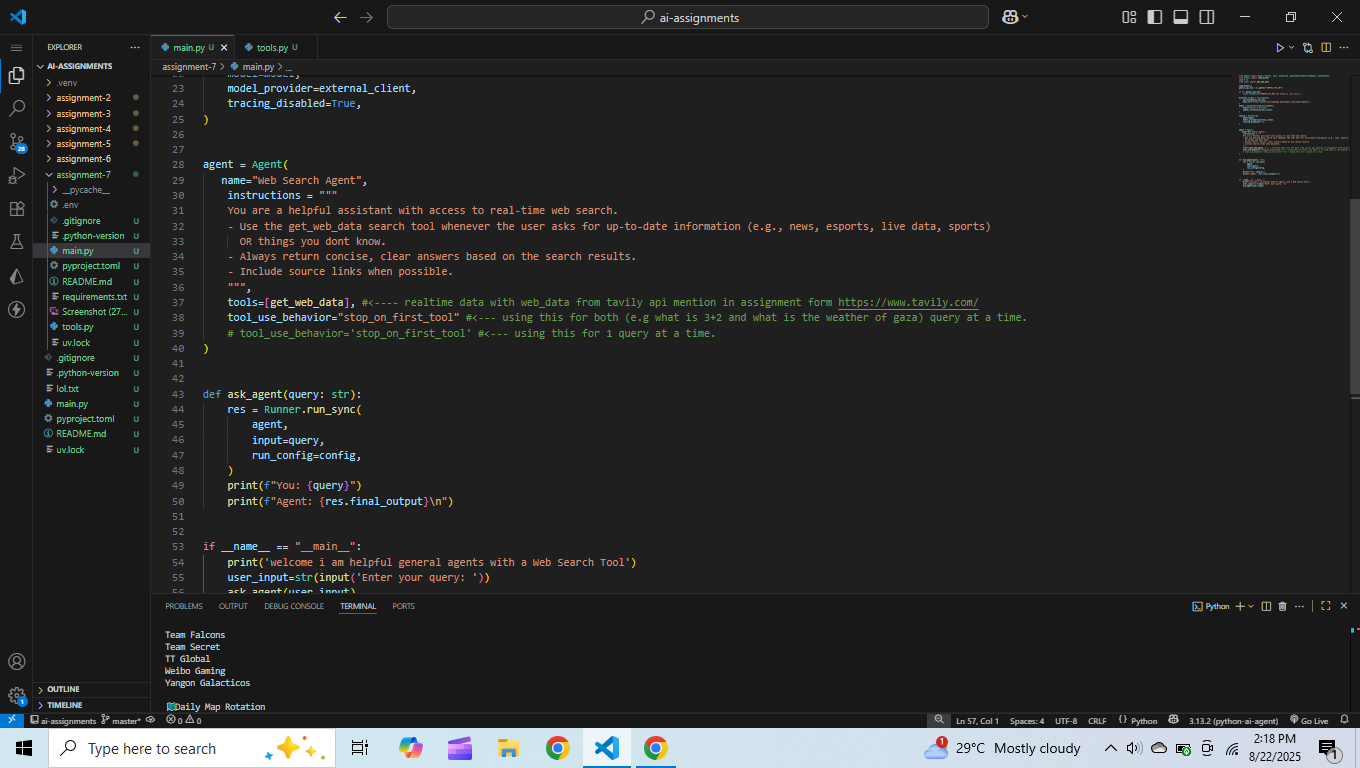 ai-assignments
EXPLORER
main.py U
tools.py U
AI-ASSIGNMENTS
assignment-7 > main.py > ...
.venv
assignment-2
assignment-3
assignment-4
assignment-5
assignment-6
assignment-7
__pycache__
.env
.gitignore U
.python-version U
main.py U
pyproject.toml U
README.md U
requirements.txt U
Screenshot (27... U
tools.py U
uv.lock U
.gitignore U
.python-version U
lol.txt U
main.py U
pyproject.toml U
README.md U
uv.lock U
OUTLINE
TIMELINE
28
1
22 model=model,
23 model_provider=external_client,
24 tracing_disabled=True,
25 )
26
27
28 agent = Agent(
29 name="Web Search Agent",
30 instructions = """
31 You are a helpful assistant with access to real-time web search.
32 - Use the get_web_data search tool whenever the user asks for up-to-date information (e.g., news, esports, live data, sports)
33 OR things you dont know.
34 - Always return concise, clear answers based on the search results.
35 - Include source links when possible.
36 """,
37 tools=[get_web_data], #<---- realtime data with web_data from tavily api mention in assignment form https://www.tavily.com/
38 tool_use_behavior="stop_on_first_tool" #<--- using this for both (e.g what is 3+2 and what is the weather of gaza) query at a time.
39 # tool_use_behavior='stop_on_first_tool' #<--- using this for 1 query at a time.
40 )
41
42
43 def ask_agent(query: str):
44 res = Runner.run_sync(
45 agent,
46 input=query,
47 run_config=config,
48 )
49 print(f"You: {query}")
50 print(f"Agent: {res.final_output}\n")
51
52
53 if __name__ == "__main__":
54 print('welcome i am helpful general agents with a Web Search Tool')
55 user_input=str(input('Enter your query: '))
56 ask_agent(user_input)
PROBLEMS OUTPUT DEBUG CONSOLE TERMINAL PORTS
Python
Team Falcons
Team Secret
TT Global
Weibo Gaming
Yangon Galacticos
Daily Map Rotation
ai-assignments master* 0 0
Ln 57, Col 1 Spaces: 4 UTF-8 CRLF {} Python 3.13.2 (python-ai-agent) Go Live
Type here to search
1
29°C Mostly cloudy
2:18 PM
8/22/2025
1